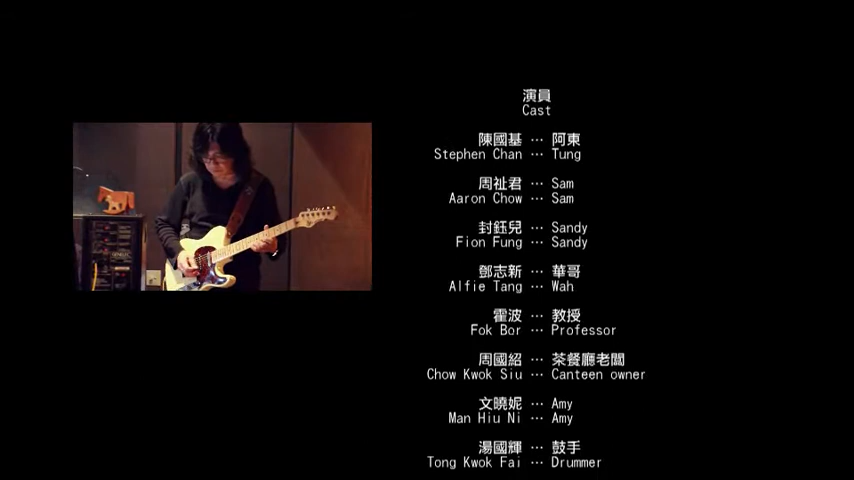 演員
Cast
陳國基 … 阿東
Stephen Chan … Tung
周祉君 … Sam
Aaron Chow … Sam
封鈺兒 … Sandy
Fion Fung … Sandy
鄧志新 … 華哥
Alfie Tang … Wah
霍波 … 教授
Fok Bor … Professor
周國紹 … 茶餐廳老闆
Chow Kwok Siu … Canteen owner
文曉妮 … Amy
Man Hiu Ni … Amy
湯國輝 … 鼓手
Tong Kwok Fai … Drummer